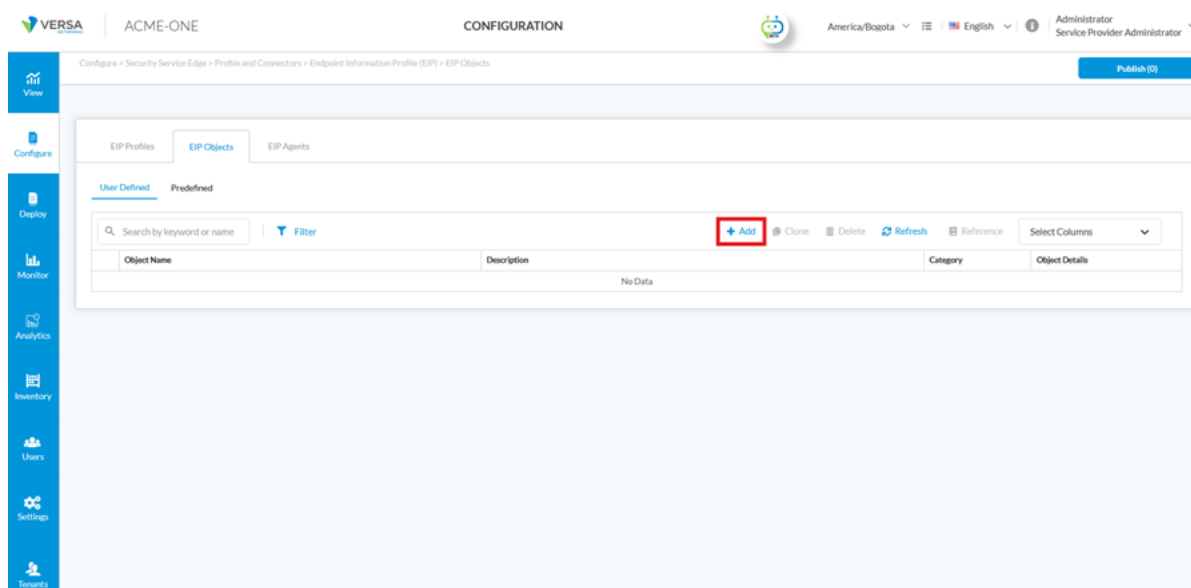 VERSA NETWORKS ACME-ONE CONFIGURATION America/Bogota English Administrator
Service Provider Administrator
Configure > Security Service Edge > Profile and Connectors > Endpoint Information Profile (EIP) > EIP Objects
Publish (0)
View
Configure
Deploy
Monitor
Analytics
Inventory
Users
Settings
Tenants
EIP Profiles EIP Objects EIP Agents
User Defined Predefined
Search by keyword or name Filter + Add Clone Delete Refresh Reference Select Columns
Object Name Description Category Object Details
No Data